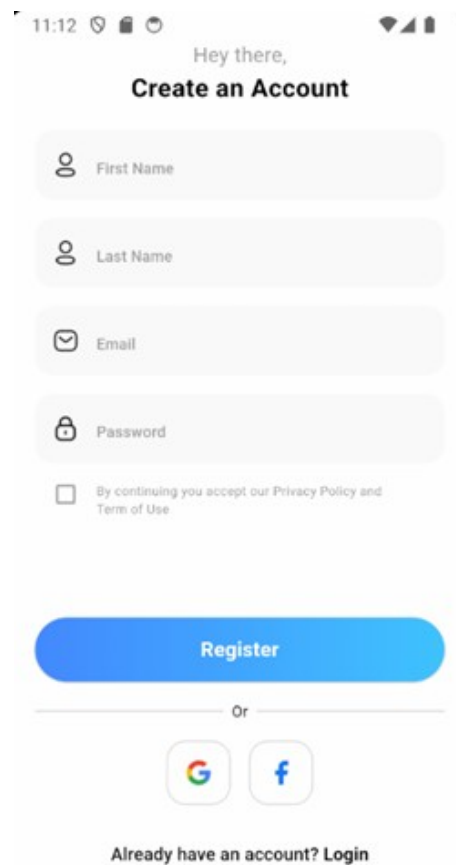 11:12
Hey there,
Create an Account
First Name
Last Name
Email
Password
By continuing you accept our Privacy Policy and
Term of Use
Register
Or
G f
Already have an account? Login